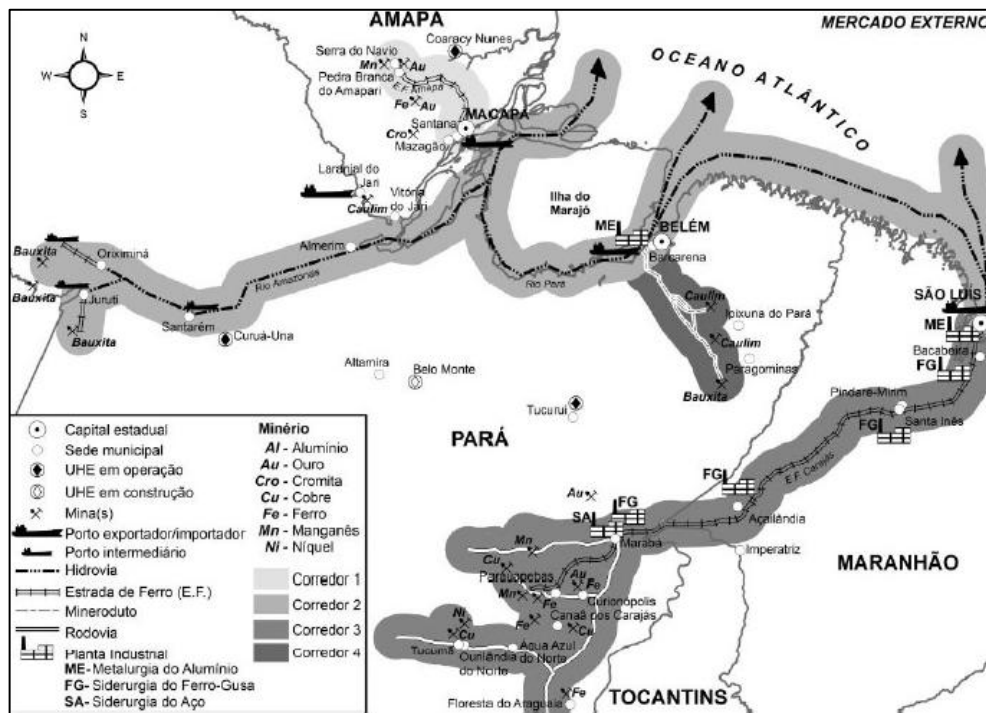 AMAPA
MERCADO EXTERNO
N
W E
S
Coaracy Nunes
Serra do Navio
Mn Au
Pedra Branca
do Amapari
E.F. Amapá
Fe Au
OCEANO ATLÂNTICO
MACAPÁ
Santana
Cro
Mazagão
Laranjal do
Jari
Vitória
do Jari
Caulim
Ilha do
Marajó
ME
BELÉM
Barcarena
Almerim
Bauxita
Oriximiná
Rio Amazonas
Rio Pará
Bauxita
Juruti
Santarém
Bauxita
Curuá-Una
Caulim
Ipixuna do Pará
Caulim
Paragominas
Bauxita
SÃO LUÍS
ME
Bacabeira
FG
Altamira
Belo Monte
Tucuruí
PARÁ
Pindaré-Mirim
Santa Inês
FG
E.F. Carajás
FG
Açailândia
Au
FG
SA
Marabá
Imperatriz
MARANHÃO
Mn
Cu
Parauapebas
Au
Fe
Mn
Fe
Curionópolis
Canaã dos Carajás
Fe
Cu
Ni
Cu
Tucumã
Ourilândia
do Norte
Água Azul
do Norte
Fe
Floresta do Araguaia
TOCANTINS
Capital estadual
Sede municipal
UHE em operação
UHE em construção
Mina(s)
Porto exportador/importador
Porto intermediário
Hidrovia
Estrada de Ferro (E.F.)
Mineroduto
Rodovia
Planta Industrial
ME- Metalurgia do Alumínio
FG- Siderurgia do Ferro-Gusa
SA- Siderurgia do Aço
Minério
Al - Alumínio
Au - Ouro
Cro - Cromita
Cu - Cobre
Fe - Ferro
Mn - Manganês
Ni - Níquel
Corredor 1
Corredor 2
Corredor 3
Corredor 4